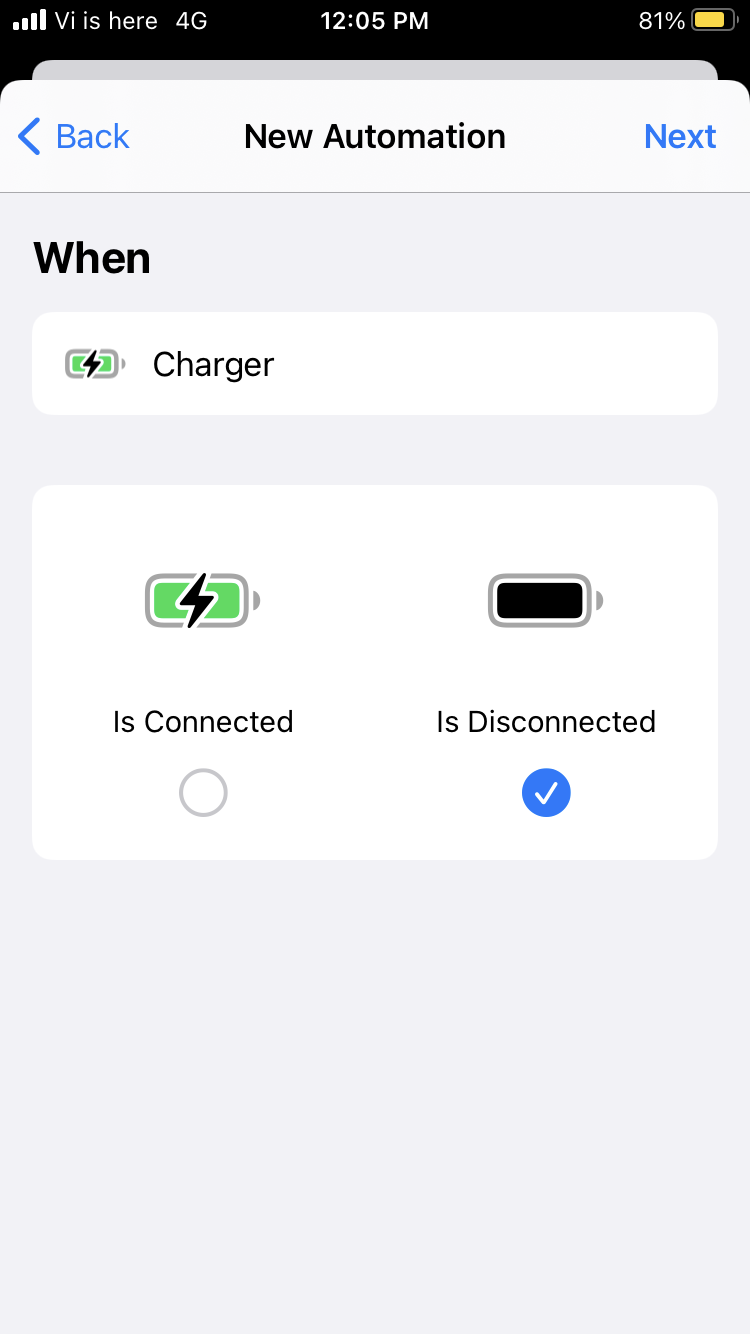 Vi is here 4G 12:05 PM 81%
Back New Automation Next
When
Charger
Is Connected Is Disconnected